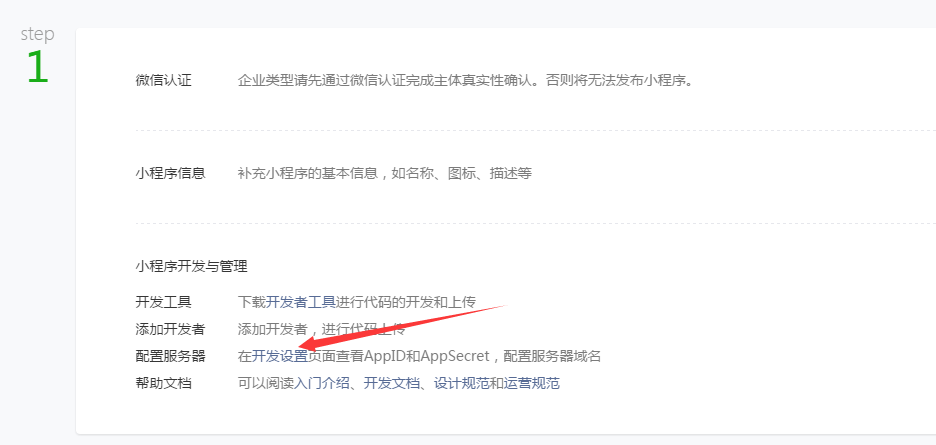 step
1
微信认证 企业类型请先通过微信认证完成主体真实性确认。否则将无法发布小程序。
小程序信息 补充小程序的基本信息，如名称、图标、描述等
小程序开发与管理
开发工具 下载开发者工具进行代码的开发和上传
添加开发者 添加开发者，进行代码上传
配置服务器 在开发设置页面查看AppID和AppSecret，配置服务器域名
帮助文档 可以阅读入门介绍、开发文档、设计规范和运营规范